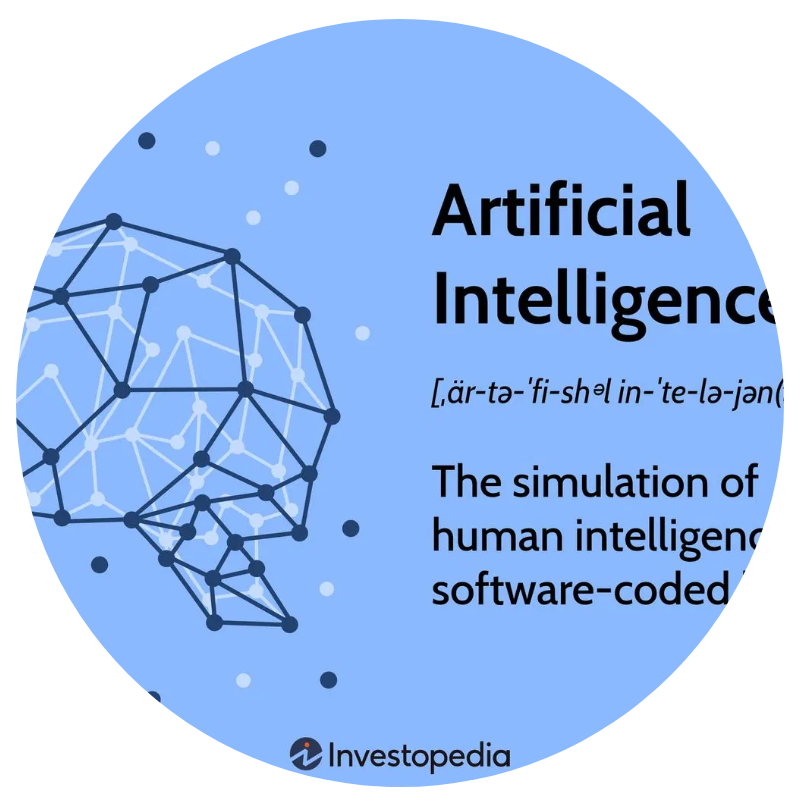 Artificial
Intelligence
[ˌär-tə-ˈfi-shᵊl in-ˈte-lə-jən(
The simulation of
human intelligenc
software-coded
Investopedia